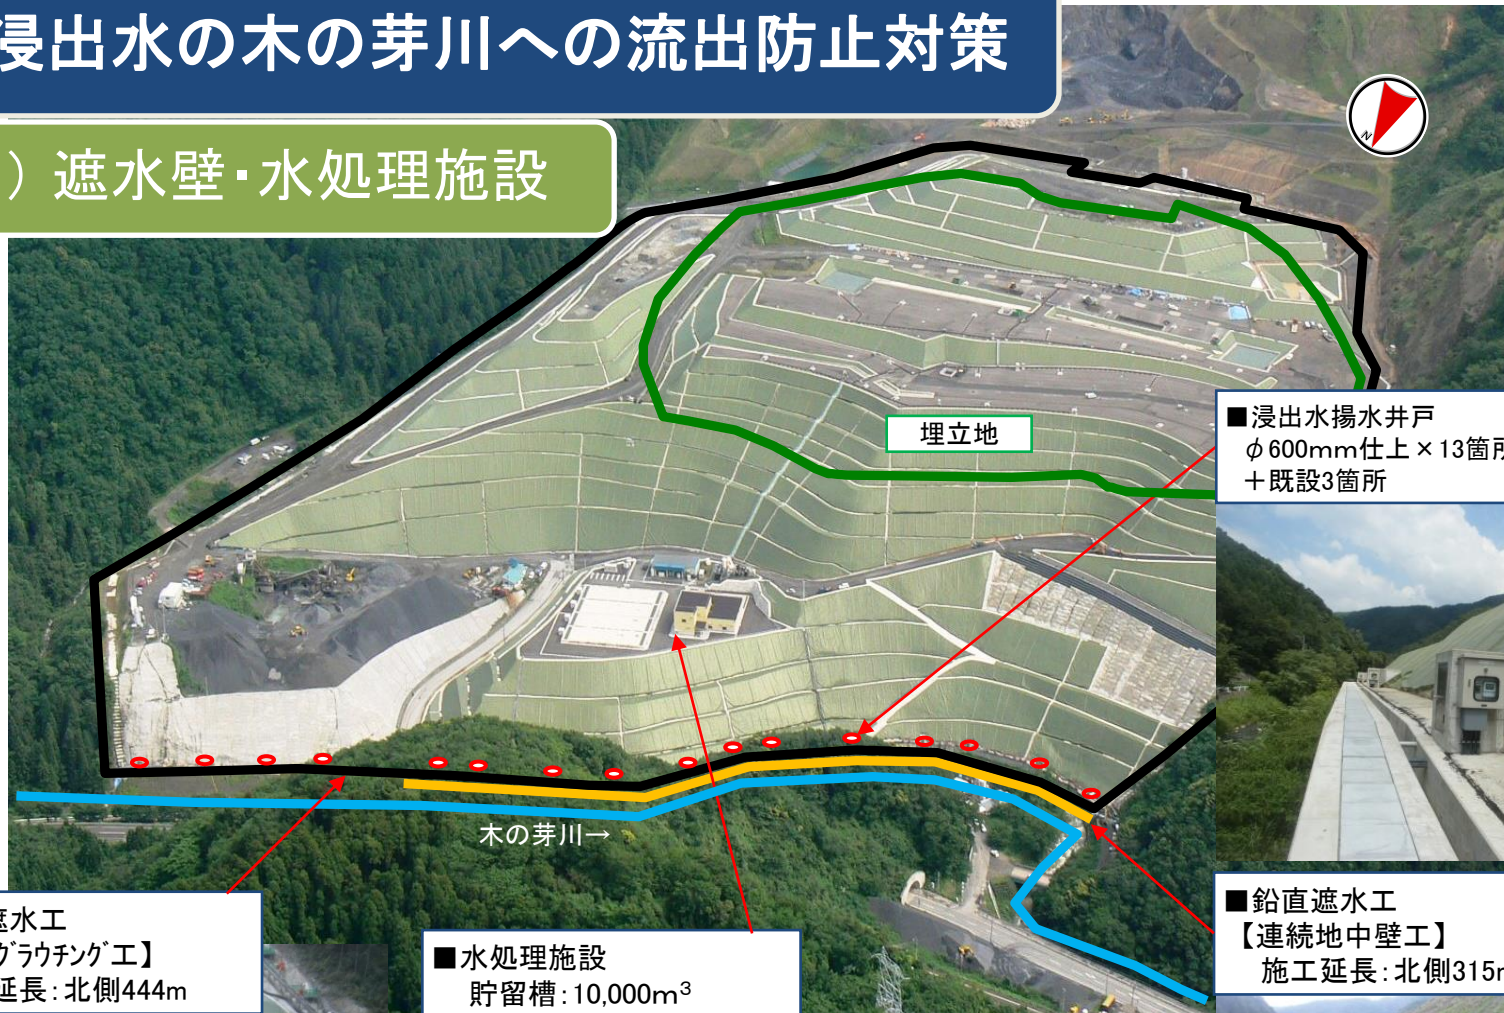 浸出水の木の芽川への流出防止対策
）遮水壁・水処理施設
N
埋立地
■浸出水揚水井戸
φ600mm仕上×13箇所
＋既設3箇所
木の芽川→
遮水工
グラウチング工】
延長：北側444m
■水処理施設
貯留槽：10,000m³
■鉛直遮水工
【連続地中壁工】
施工延長：北側315m